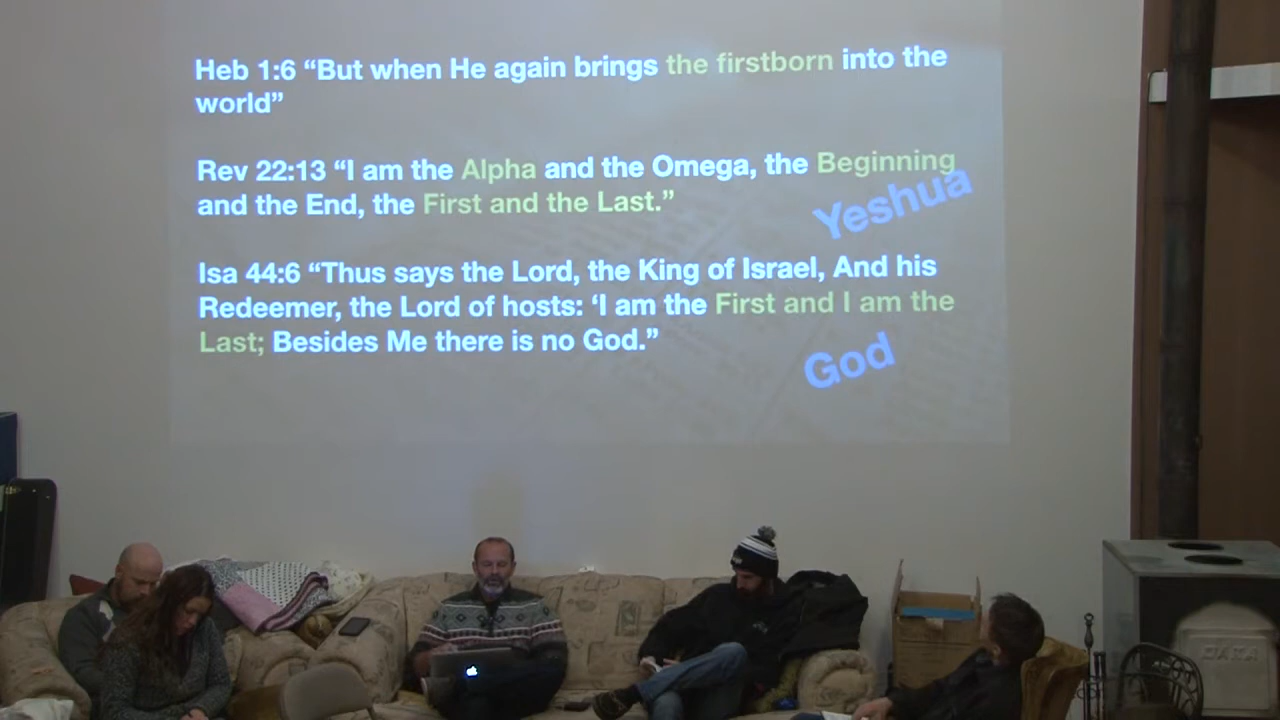 Heb 1:6 “But when He again brings the firstborn into the
world”
Rev 22:13 “I am the Alpha and the Omega, the Beginning
and the End, the First and the Last.”
Yeshua
Isa 44:6 “Thus says the Lord, the King of Israel, And his
Redeemer, the Lord of hosts: ‘I am the First and I am the
Last; Besides Me there is no God.”
God